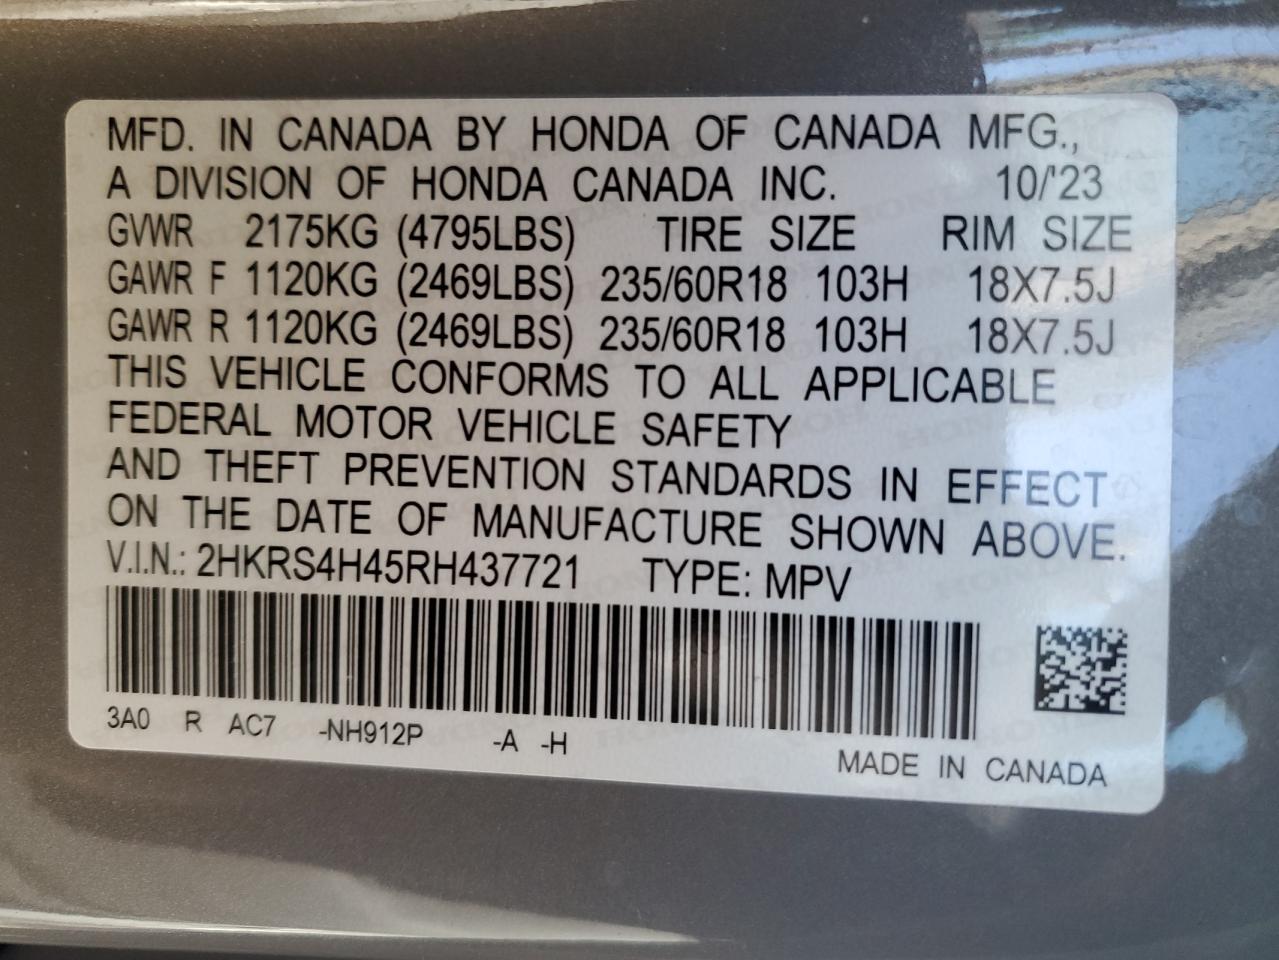 MFD. IN CANADA BY HONDA OF CANADA MFG.,
A DIVISION OF HONDA CANADA INC. 10/'23
GVWR 2175KG (4795LBS) TIRE SIZE RIM SIZE
GAWR F 1120KG (2469LBS) 235/60R18 103H 18X7.5J
GAWR R 1120KG (2469LBS) 235/60R18 103H 18X7.5J
THIS VEHICLE CONFORMS TO ALL APPLICABLE
FEDERAL MOTOR VEHICLE SAFETY
AND THEFT PREVENTION STANDARDS IN EFFECT
ON THE DATE OF MANUFACTURE SHOWN ABOVE.
V.I.N.: 2HKRS4H45RH437721 TYPE: MPV
3A0 R AC7 -NH912P -A -H
MADE IN CANADA